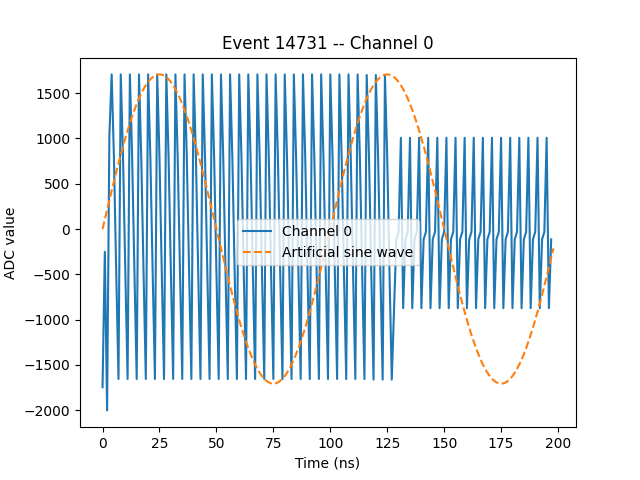 Event 14731 -- Channel 0
ADC value
1500
1000
500
0
−500
−1000
−1500
−2000
Channel 0
Artificial sine wave
0 25 50 75 100 125 150 175 200
Time (ns)